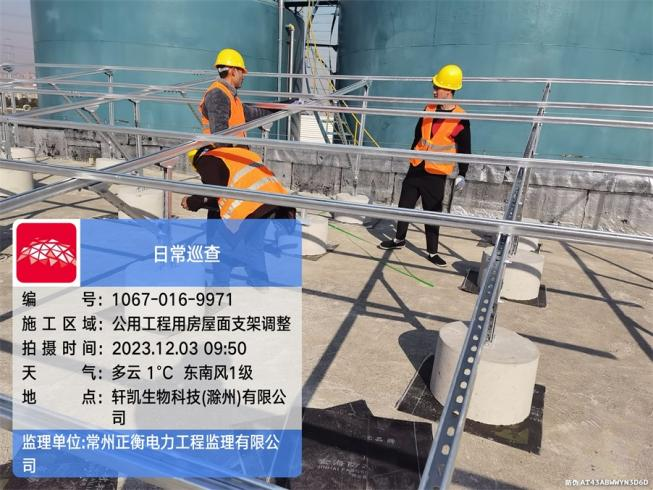 日常巡查
编 号: 1067-016-9971
施工区域: 公用工程用房屋面支架调整
拍摄时间: 2023.12.03 09:50
天 气: 多云 1°C 东南风1级
地 点: 轩凯生物科技(滁州)有限公
司
监理单位:常州正衡电力工程监理有限公
司
防伪 AT43ABWWYN3D6D